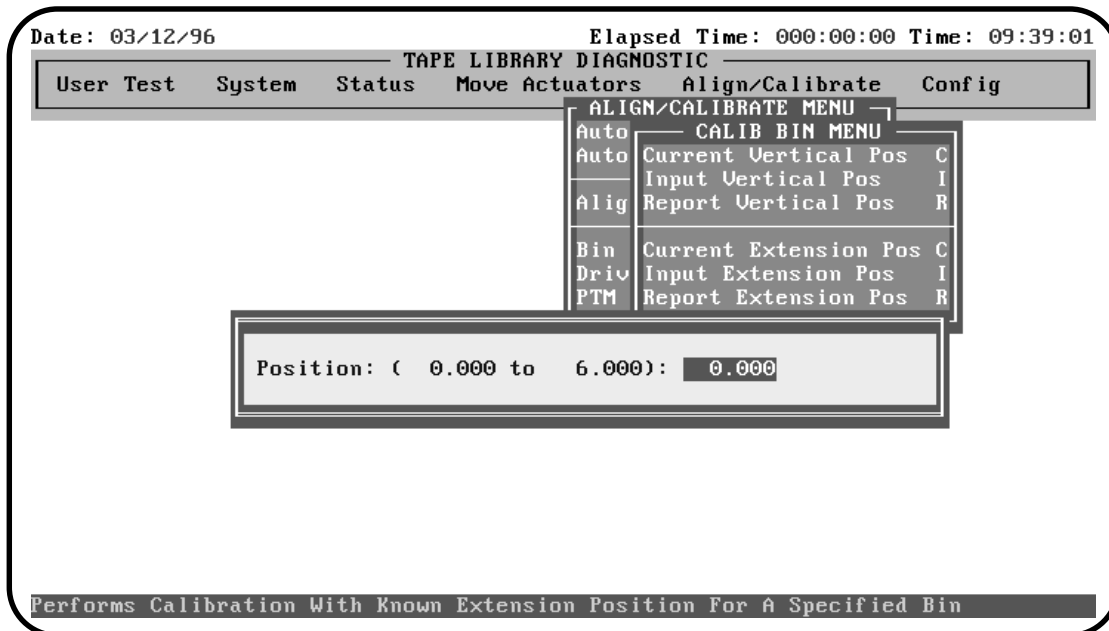 Date: 03/12/96 Elapsed Time: 000:00:00 Time: 09:39:01
TAPE LIBRARY DIAGNOSTIC
User Test System Status Move Actuators Align/Calibrate Config
ALIGN/CALIBRATE MENU
Auto
CALIB BIN MENU
Auto
Current Vertical Pos C
Input Vertical Pos I
Alig
Report Vertical Pos R
Bin
Current Extension Pos C
Driv
Input Extension Pos I
PTM
Report Extension Pos R
Position: ( 0.000 to 6.000): 0.000
Performs Calibration With Known Extension Position For A Specified Bin